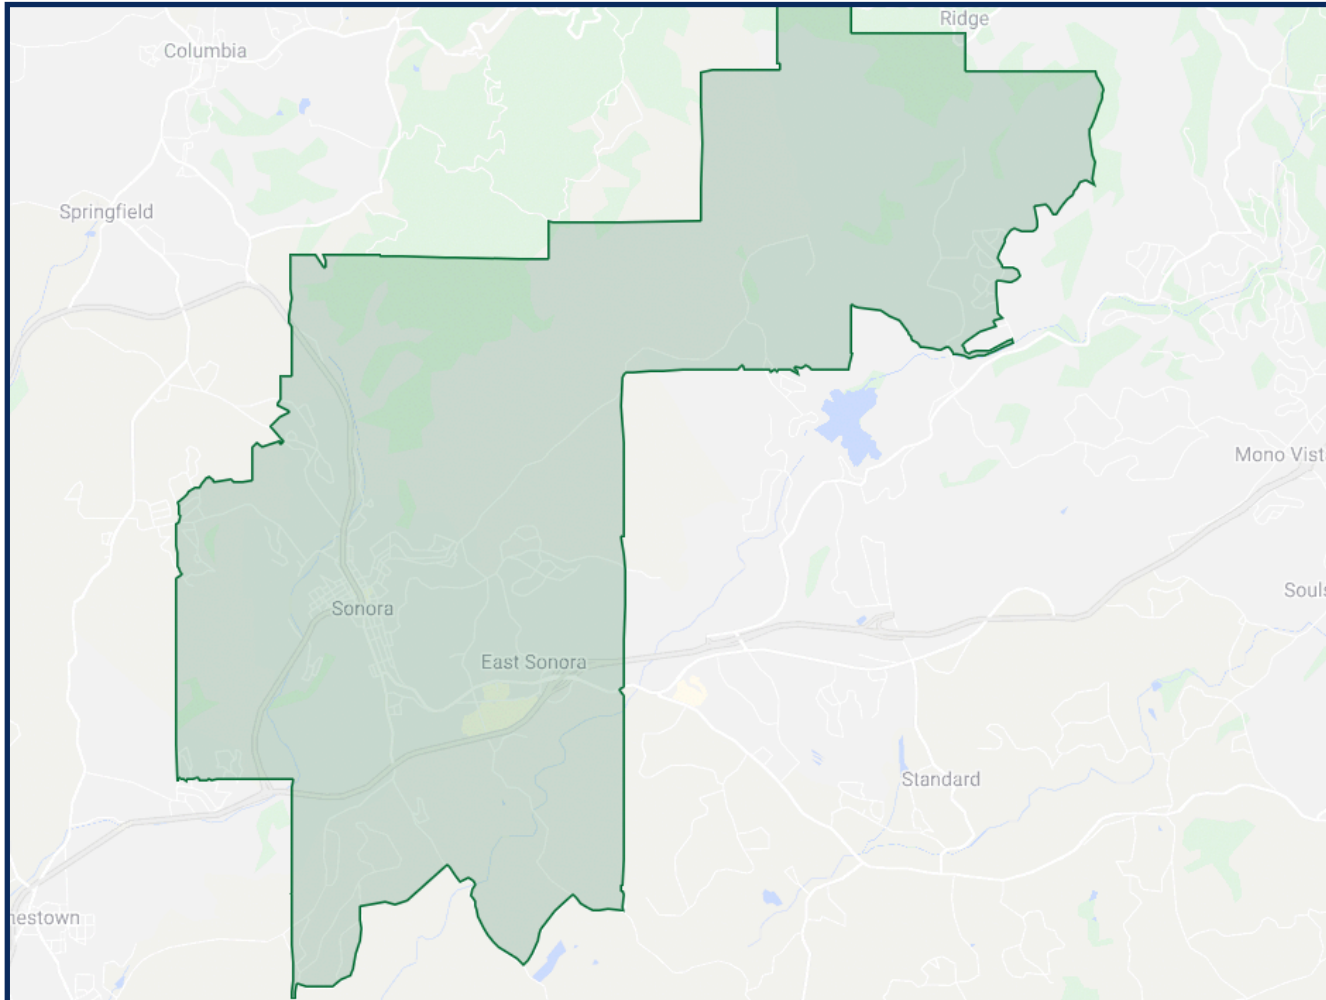 Ridge
Columbia
Springfield
Mono Vist
Souls
Sonora
East Sonora
Standard
nestown